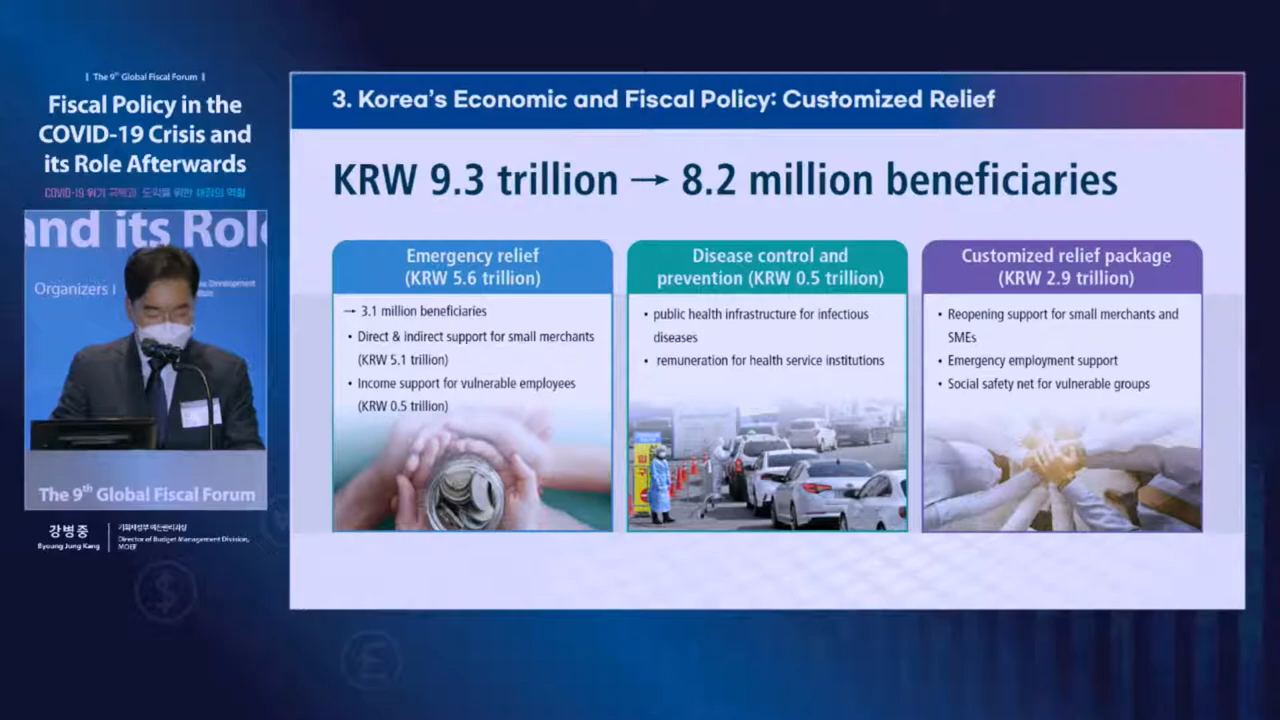 The 9th Global Fiscal Forum
Fiscal Policy in the
COVID-19 Crisis and
its Role Afterwards
COVID-19 위기 극복과 도약을 위한 재정의 역할
and its Role
Organizers
Development
The 9th Global Fiscal Forum
강병중
Byoung Jung Kang
기획재정부 예산관리과장
Director of Budget Management Division,
MOEF
3. Korea's Economic and Fiscal Policy: Customized Relief
KRW 9.3 trillion → 8.2 million beneficiaries
Emergency relief
(KRW 5.6 trillion)
→ 3.1 million beneficiaries
• Direct & indirect support for small merchants
(KRW 5.1 trillion)
• Income support for vulnerable employees
(KRW 0.5 trillion)
Disease control and
prevention (KRW 0.5 trillion)
• public health infrastructure for infectious
diseases
• remuneration for health service institutions
Customized relief package
(KRW 2.9 trillion)
• Reopening support for small merchants and
SMEs
• Emergency employment support
• Social safety net for vulnerable groups